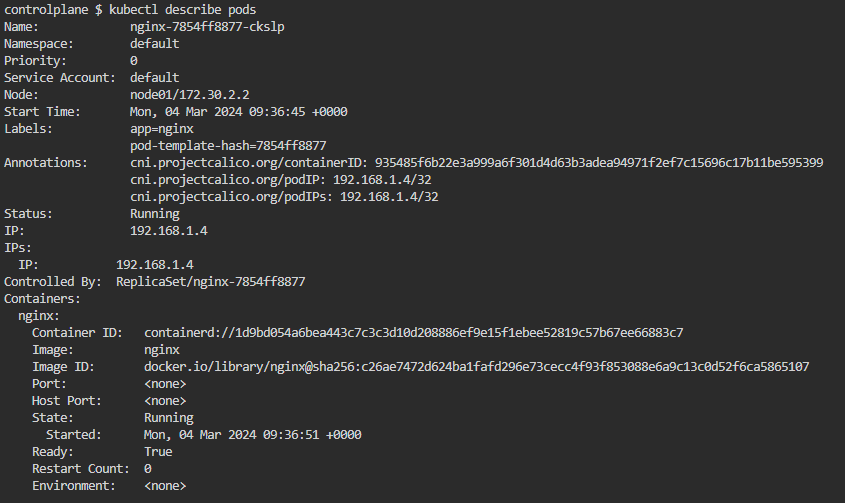 controlplane $ kubectl describe pods
Name:             nginx-7854ff8877-ckslp
Namespace:        default
Priority:         0
Service Account:  default
Node:             node01/172.30.2.2
Start Time:       Mon, 04 Mar 2024 09:36:45 +0000
Labels:           app=nginx
                  pod-template-hash=7854ff8877
Annotations:      cni.projectcalico.org/containerID: 935485f6b22e3a999a6f301d4d63b3adea94971f2ef7c15696c17b11be595399
                  cni.projectcalico.org/podIP: 192.168.1.4/32
                  cni.projectcalico.org/podIPs: 192.168.1.4/32
Status:           Running
IP:               192.168.1.4
IPs:
  IP:           192.168.1.4
Controlled By:  ReplicaSet/nginx-7854ff8877
Containers:
  nginx:
    Container ID:   containerd://1d9bd054a6bea443c7c3c3d10d208886ef9e15f1ebee52819c57b67ee66883c7
    Image:          nginx
    Image ID:       docker.io/library/nginx@sha256:c26ae7472d624ba1fafd296e73cecc4f93f853088e6a9c13c0d52f6ca5865107
    Port:           <none>
    Host Port:      <none>
    State:          Running
      Started:      Mon, 04 Mar 2024 09:36:51 +0000
    Ready:          True
    Restart Count:  0
    Environment:    <none>